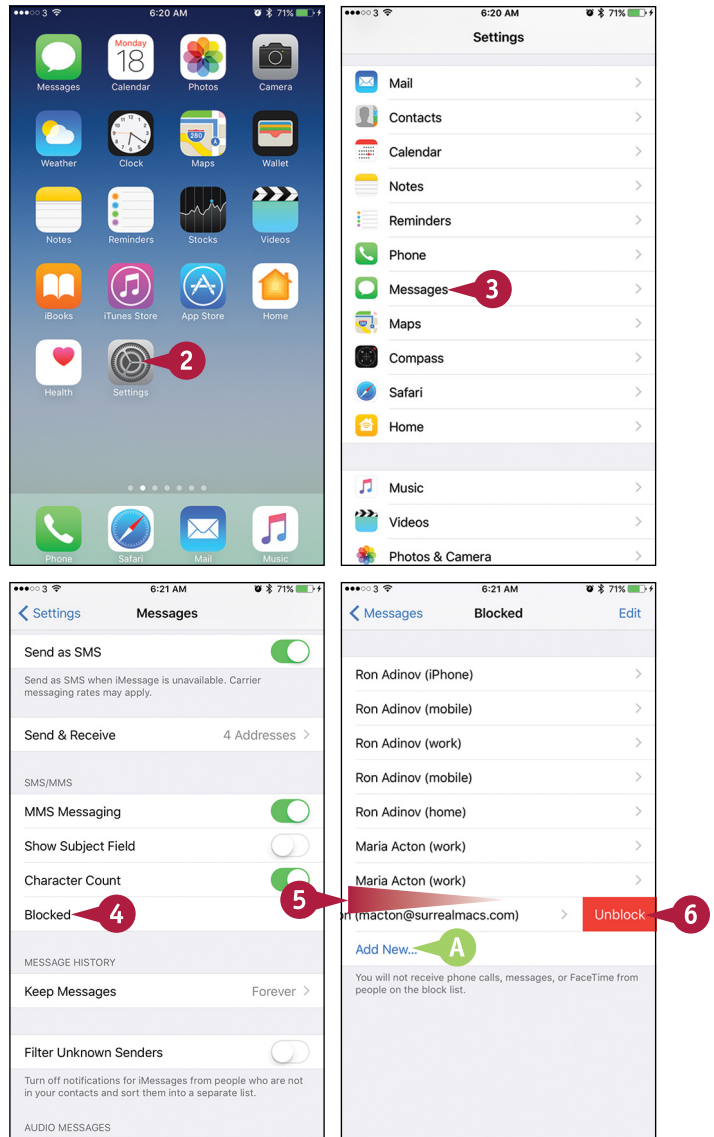 3 6:20 AM 71%
Monday
18
Messages Calendar Photos Camera
280
Weather Clock Maps Wallet
Notes Reminders Stocks Videos
iBooks iTunes Store App Store Home
2
Health Settings
Phone Safari Mail Music
3 6:20 AM 71%
Settings
Mail
Contacts
Calendar
Notes
Reminders
Phone
Messages 3
Maps
Compass
Safari
Home
Music
Videos
Photos & Camera
3 6:21 AM 71%
Settings Messages
Send as SMS
Send as SMS when iMessage is unavailable. Carrier
messaging rates may apply.
Send & Receive 4 Addresses
SMS/MMS
MMS Messaging
Show Subject Field
Character Count
Blocked 4
MESSAGE HISTORY
Keep Messages Forever
Filter Unknown Senders
Turn off notifications for iMessages from people who are not
in your contacts and sort them into a separate list.
AUDIO MESSAGES
3 6:21 AM 71%
Messages Blocked Edit
Ron Adinov (iPhone)
Ron Adinov (mobile)
Ron Adinov (work)
Ron Adinov (mobile)
Ron Adinov (home)
Maria Acton (work)
Maria Acton (work)
5
on (macton@surrealmacs.com) Unblock 6
Add New... A
You will not receive phone calls, messages, or FaceTime from
people on the block list.